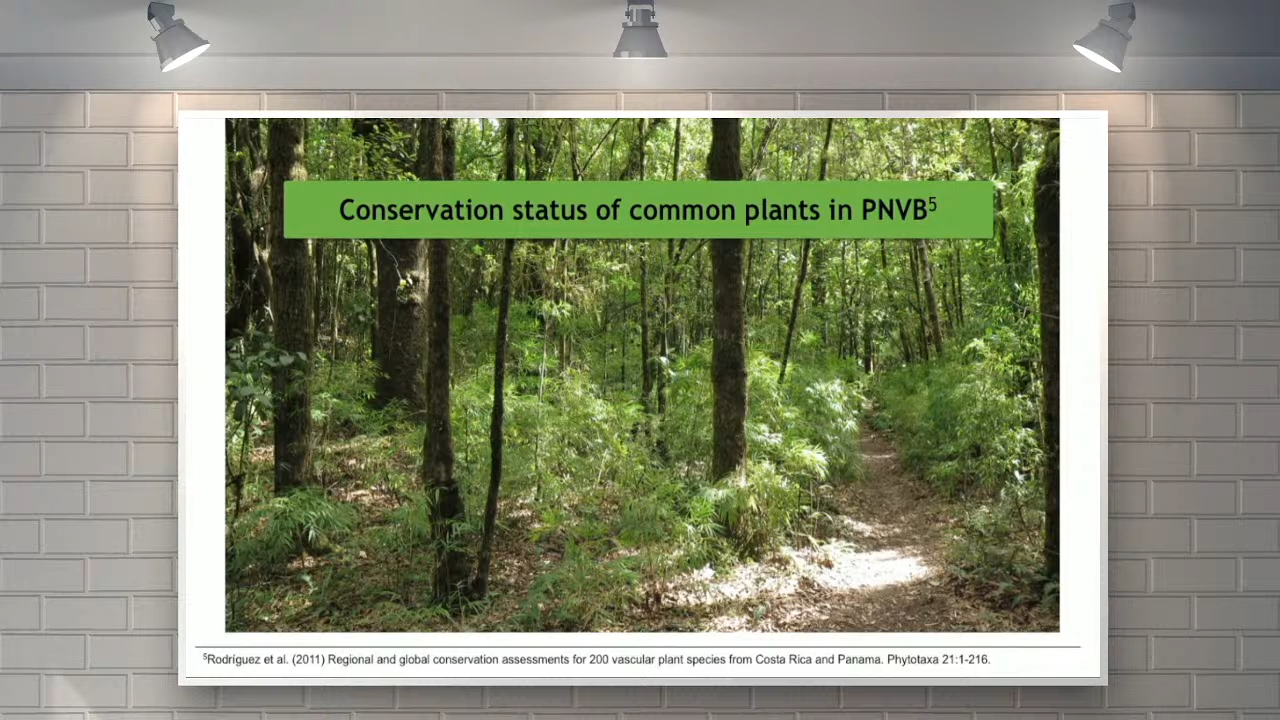 Conservation status of common plants in PNVB⁵
⁵Rodríguez et al. (2011) Regional and global conservation assessments for 200 vascular plant species from Costa Rica and Panama. Phytotaxa 21:1-216.